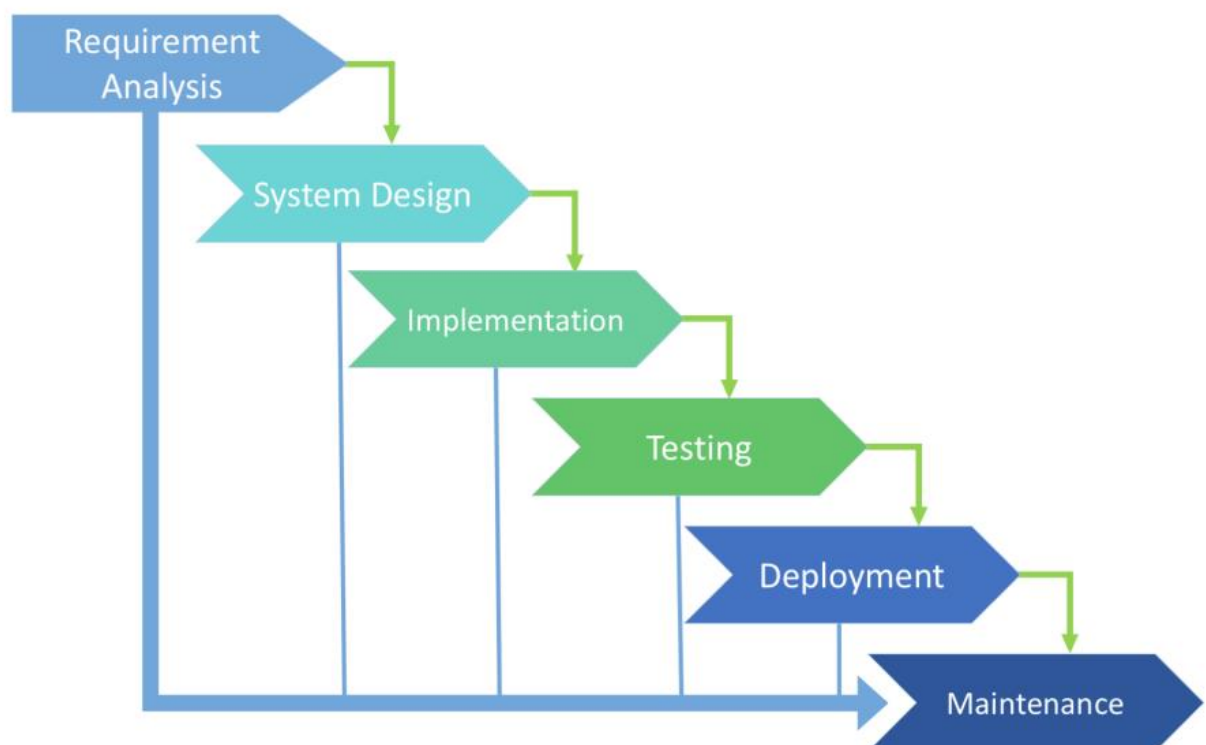 Requirement
Analysis
System Design
Implementation
Testing
Deployment
Maintenance